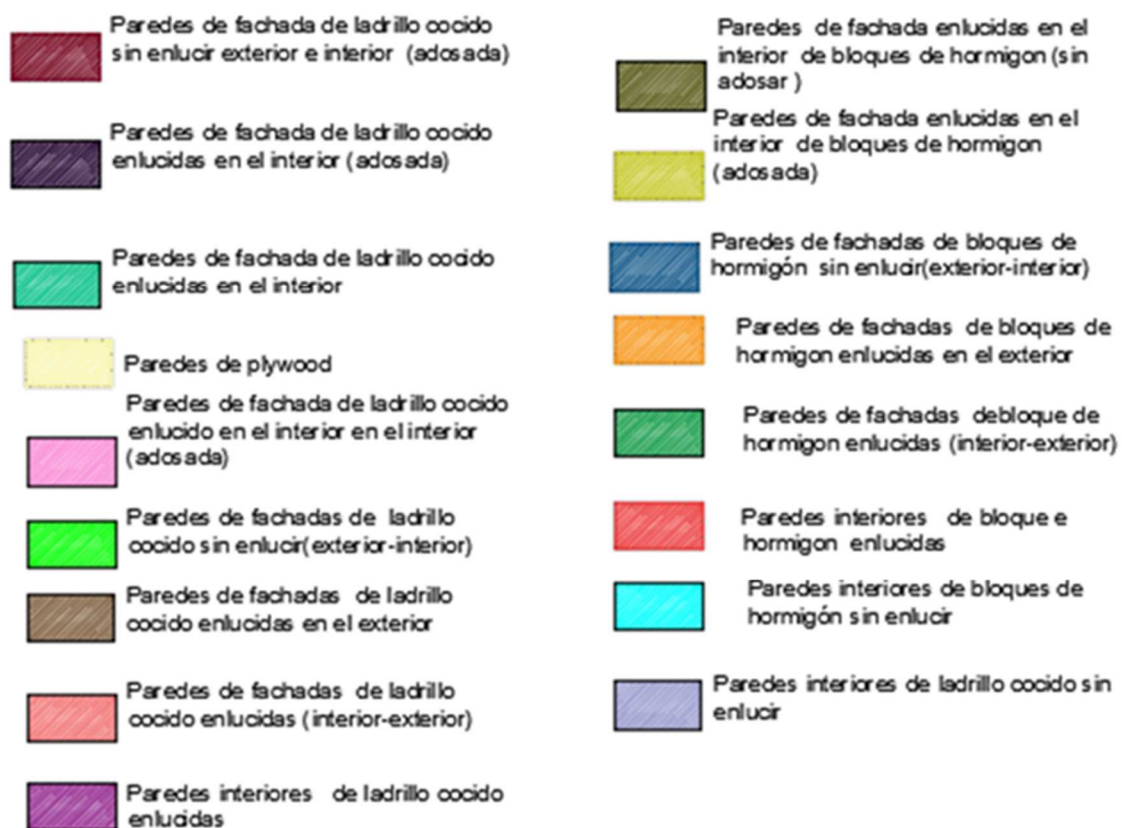 Paredes de fachada de ladrillo cocido
sin enlucir exterior e interior (adosada)
Paredes de fachada de ladrillo cocido
enlucidas en el interior (adosada)
Paredes de fachada de ladrillo cocido
enlucidas en el interior
Paredes de plywood
Paredes de fachada de ladrillo cocido
enlucido en el interior en el interior
(adosada)
Paredes de fachadas de ladrillo
cocido sin enlucir(exterior-interior)
Paredes de fachadas de ladrillo
cocido enlucidas en el exterior
Paredes de fachadas de ladrillo
cocido enlucidas (interior-exterior)
Paredes interiores de ladrillo cocido
enlucidas
Paredes de fachada enlucidas en el
interior de bloques de hormigon (sin
adosar )
Paredes de fachada enlucidas en el
interior de bloques de hormigon
(adosada)
Paredes de fachadas de bloques de
hormigón sin enlucir(exterior-interior)
Paredes de fachadas de bloques de
hormigon enlucidas en el exterior
Paredes de fachadas debloque de
hormigon enlucidas (interior-exterior)
Paredes interiores de bloque e
hormigon enlucidas
Paredes interiores de bloques de
hormigón sin enlucir
Paredes interiores de ladrillo cocido sin
enlucir